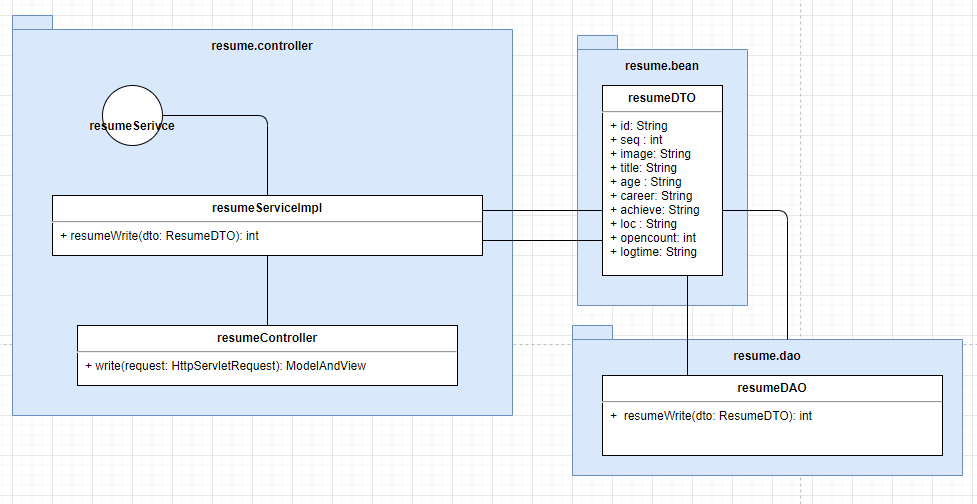 resume.controller
resumeSerivce
resumeServiceImpl
+ resumeWrite(dto: ResumeDTO): int
resumeController
+ write(request: HttpServletRequest): ModelAndView
resume.bean
resumeDTO
+ id: String
+ seq : int
+ image: String
+ title: String
+ age : String
+ career: String
+ achieve: String
+ loc : String
+ opencount: int
+ logtime: String
resume.dao
resumeDAO
+ resumeWrite(dto: ResumeDTO): int